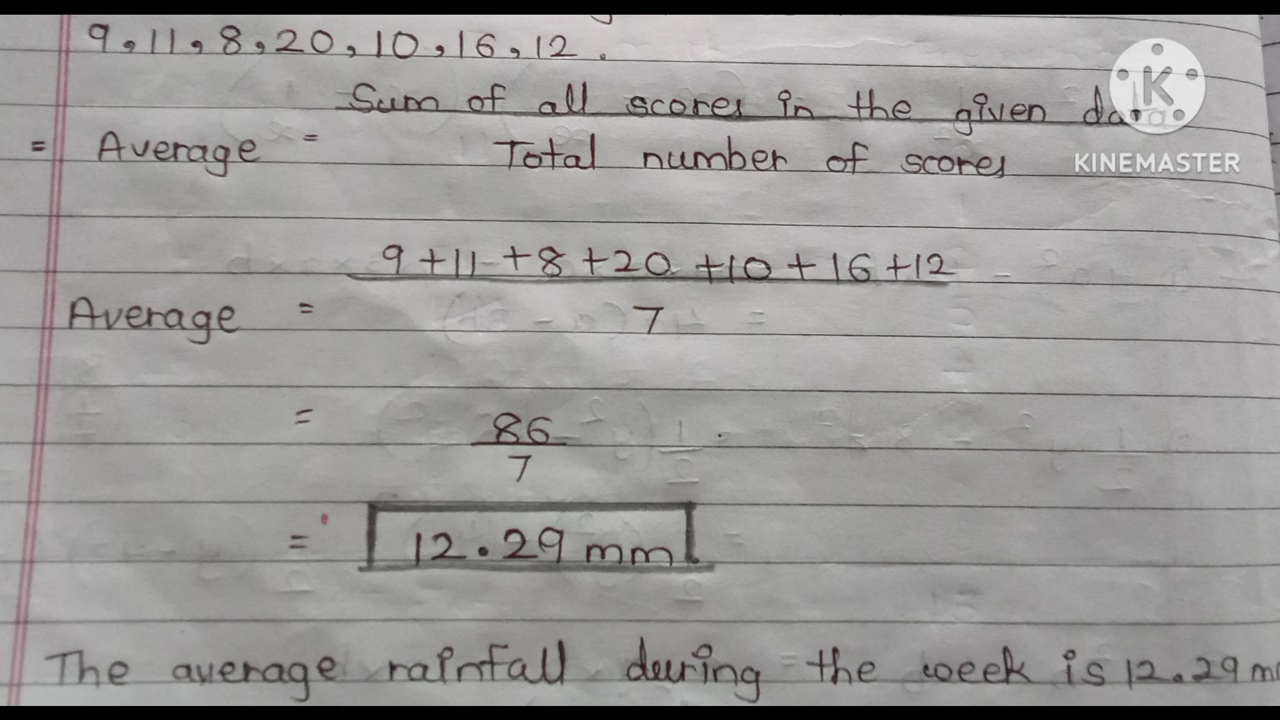 9, 11, 8, 20, 10, 16, 12.
Sum of all scores in the given data
= Average = Total number of scores
KINEMASTER
9 + 11 + 8 + 20 + 10 + 16 + 12
Average = 7
= 86
7
= 12.29 mm
The average rainfall during the week is 12.29 m